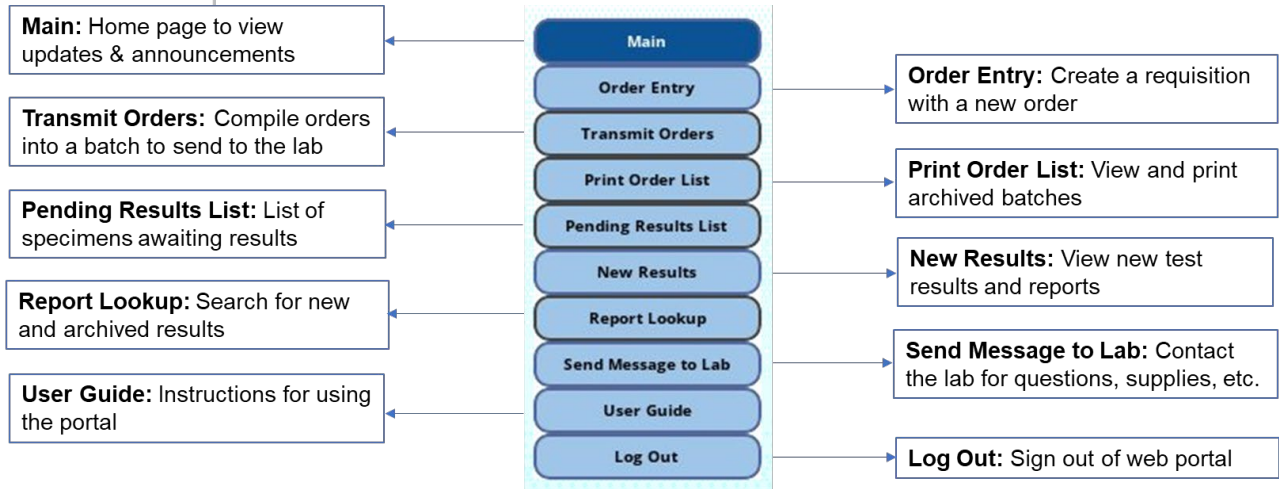 Main: Home page to view
updates & announcements
Transmit Orders: Compile orders
into a batch to send to the lab
Pending Results List: List of
specimens awaiting results
Report Lookup: Search for new
and archived results
User Guide: Instructions for using
the portal
Main
Order Entry
Transmit Orders
Print Order List
Pending Results List
New Results
Report Lookup
Send Message to Lab
User Guide
Log Out
Order Entry: Create a requisition
with a new order
Print Order List: View and print
archived batches
New Results: View new test
results and reports
Send Message to Lab: Contact
the lab for questions, supplies, etc.
Log Out: Sign out of web portal